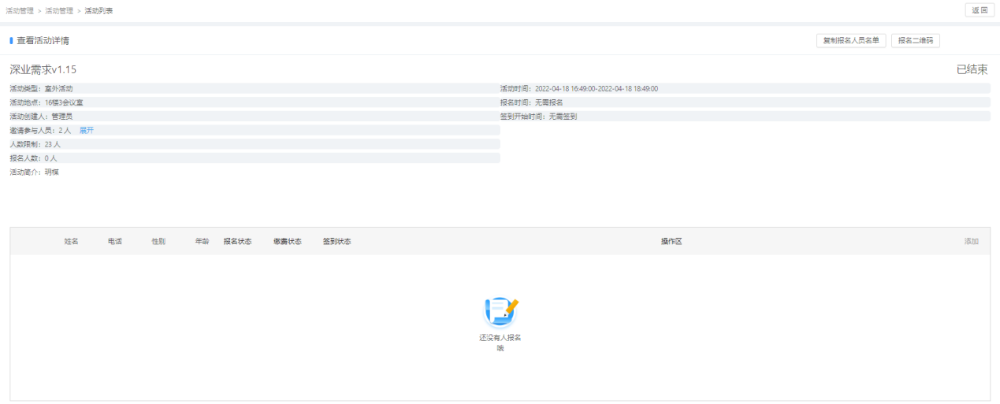 活动管理 > 活动管理 > 活动列表 返回
查看活动详情 复制报名人员名单 报名二维码
深业需求v1.15 已结束
活动类型：室外活动 活动时间：2022-04-18 16:49:00-2022-04-18 18:49:00
活动地点：16楼3会议室 报名时间：无需报名
活动创建人：管理员 签到开始时间：无需签到
邀请参与人员：2 人 展开
人数限制：23 人
报名人数：0 人
活动简介：玥楳
姓名 电话 性别 年龄 报名状态 缴费状态 签到状态 操作区 添加
还没有人报名
哦